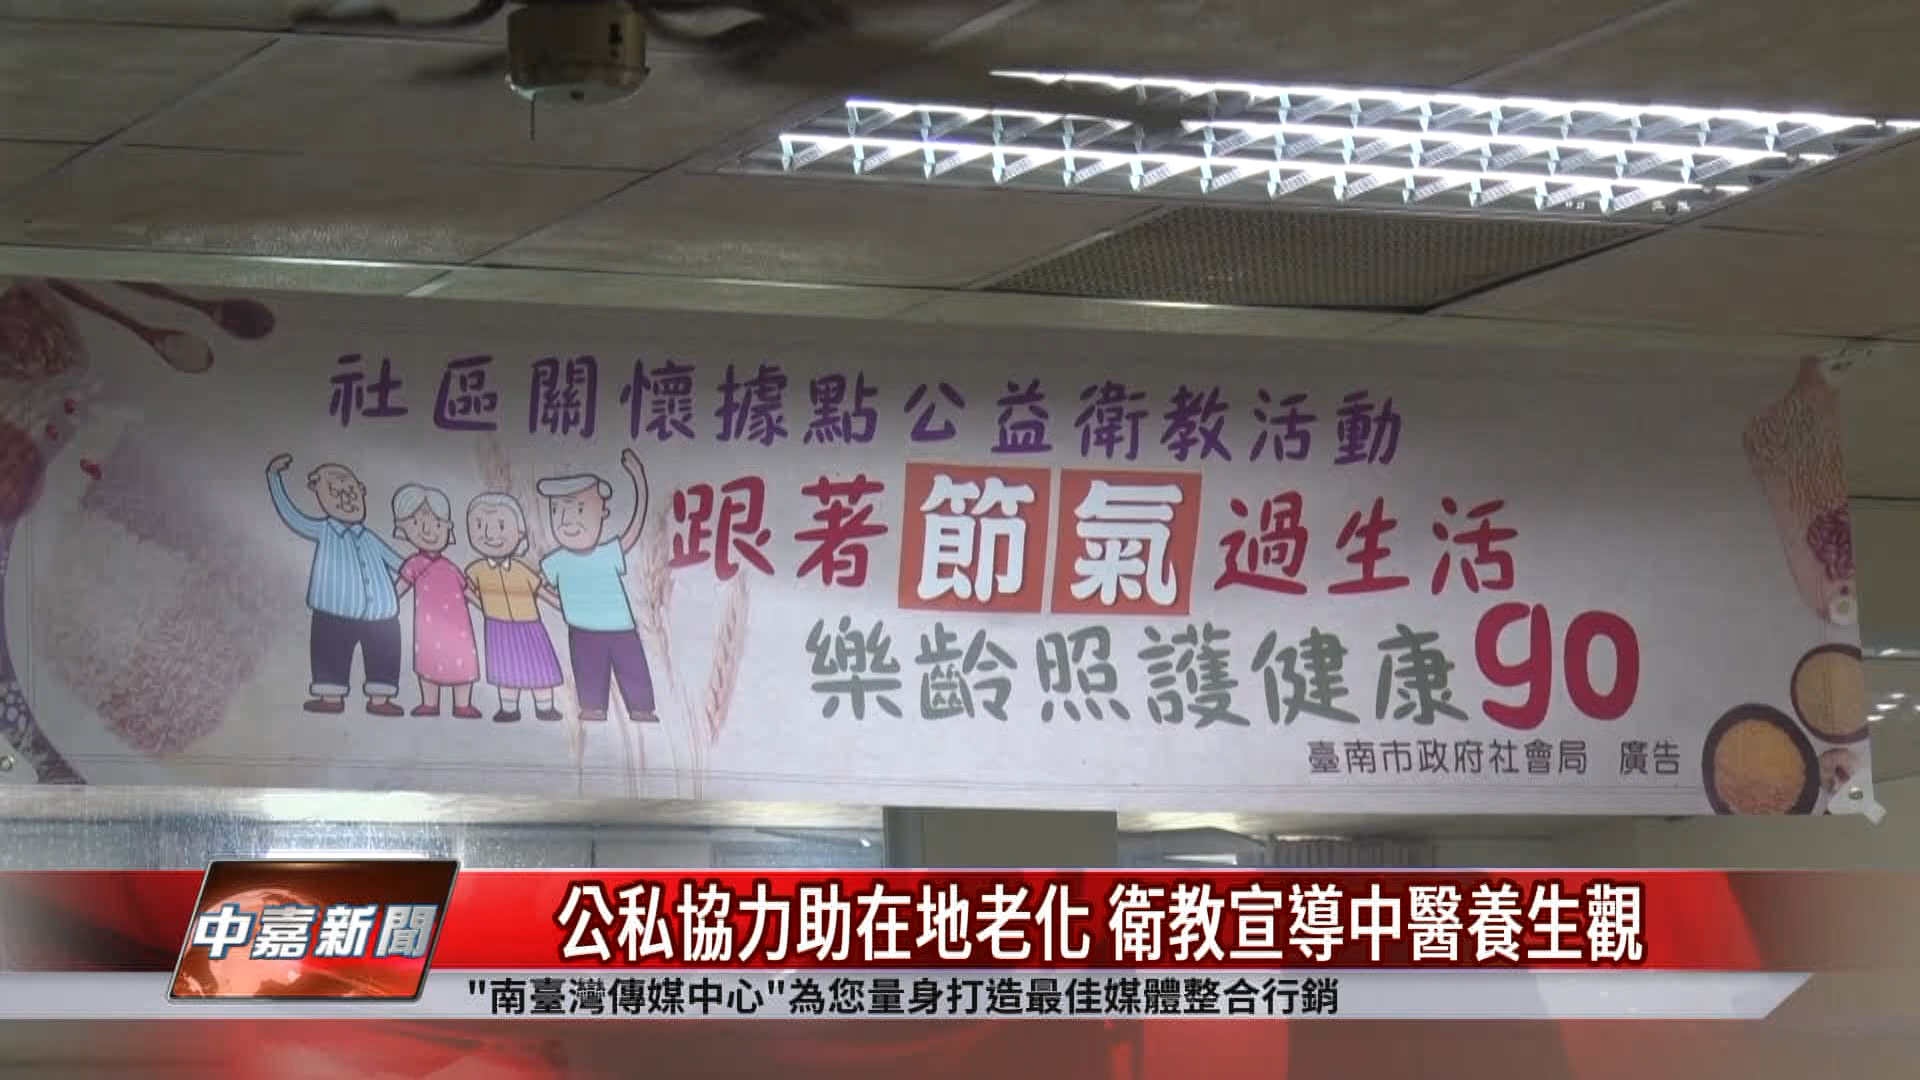 社區關懷據點公益衛教活動
跟著節氣過生活
樂齡照護健康go
臺南市政府社會局 廣告
中嘉新聞
公私協力助在地老化 衛教宣導中醫養生觀
"南臺灣傳媒中心"為您量身打造最佳媒體整合行銷